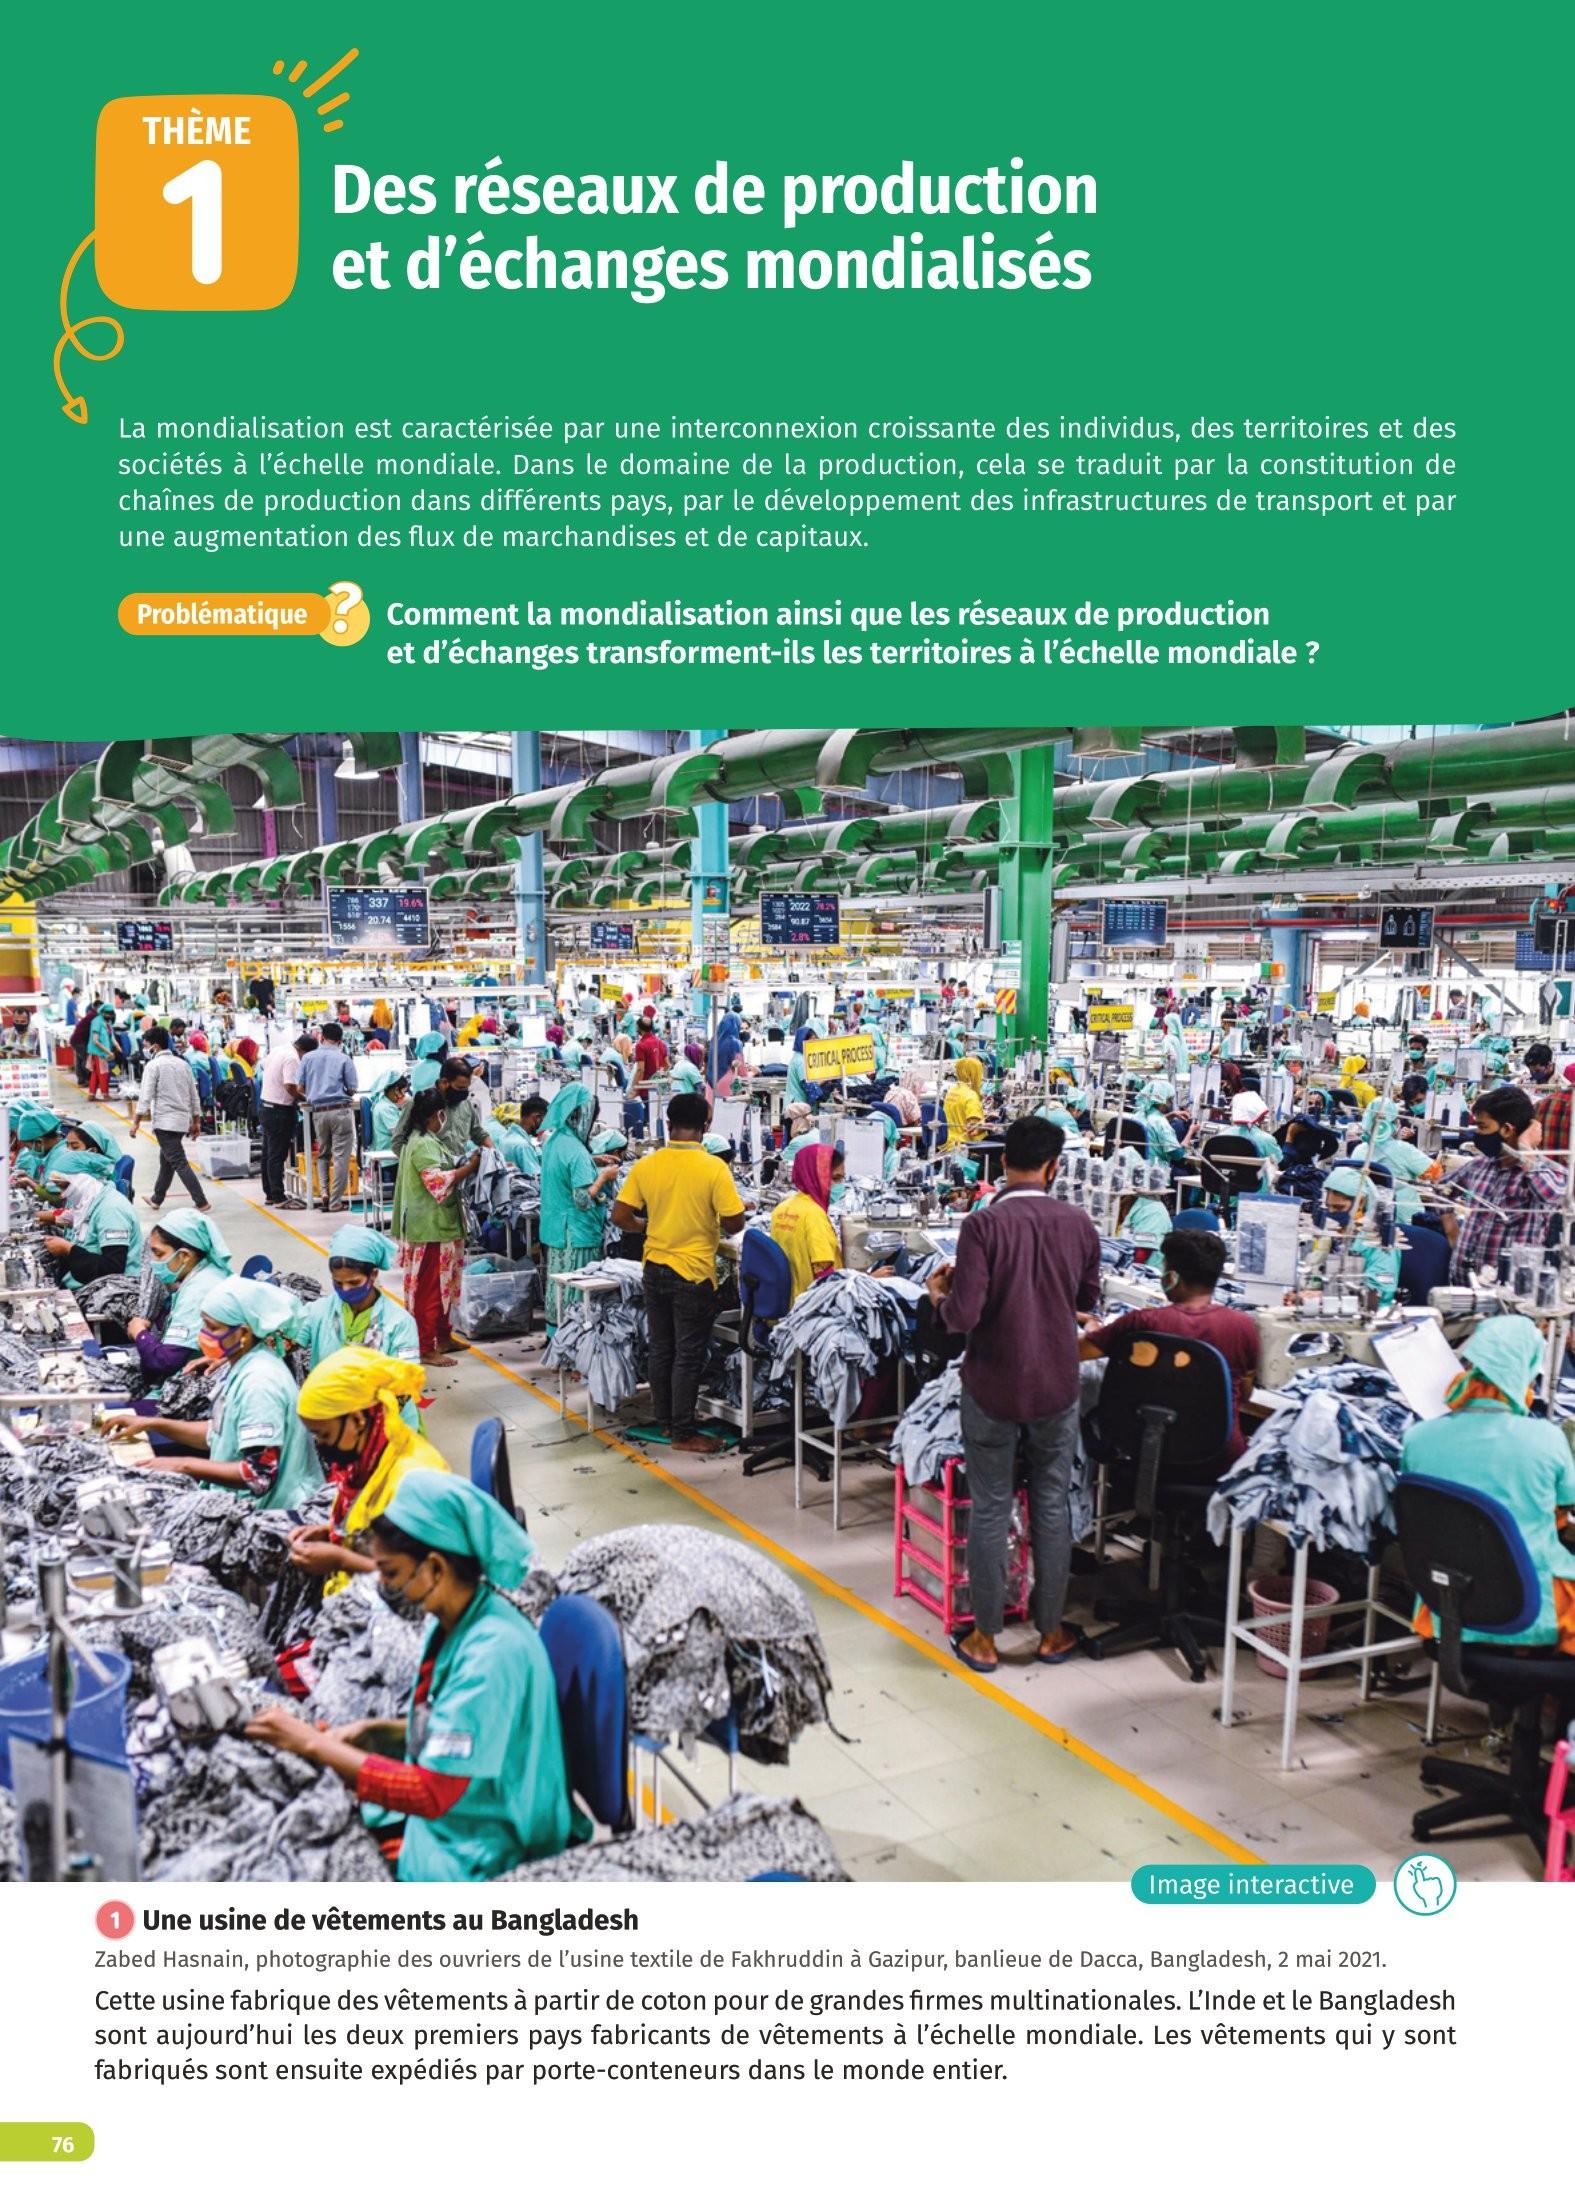 THÈME
1
Des réseaux de production
et d’échanges mondialisés
La mondialisation est caractérisée par une interconnexion croissante des individus, des territoires et des
sociétés à l’échelle mondiale. Dans le domaine de la production, cela se traduit par la constitution de
chaînes de production dans différents pays, par le développement des infrastructures de transport et par
une augmentation des flux de marchandises et de capitaux.
Problématique ?
Comment la mondialisation ainsi que les réseaux de production
et d’échanges transforment-ils les territoires à l’échelle mondiale ?
337 19.6%
20.74 4410
1556
2022 78.2%
90.87
2.8%
CRITICAL PROCESS
CRITICAL PROCESS
Image interactive
1 Une usine de vêtements au Bangladesh
Zabed Hasnain, photographie des ouvriers de l’usine textile de Fakhruddin à Gazipur, banlieue de Dacca, Bangladesh, 2 mai 2021.
Cette usine fabrique des vêtements à partir de coton pour de grandes firmes multinationales. L’Inde et le Bangladesh
sont aujourd’hui les deux premiers pays fabricants de vêtements à l’échelle mondiale. Les vêtements qui y sont
fabriqués sont ensuite expédiés par porte-conteneurs dans le monde entier.
76